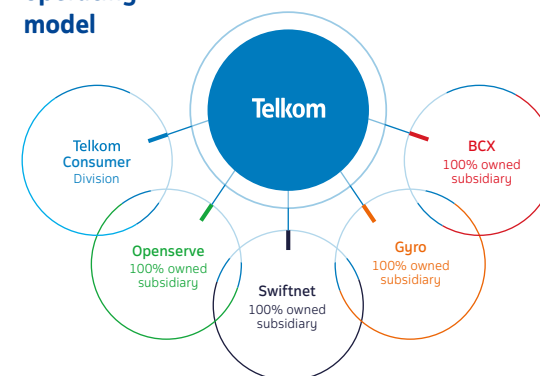 model
Telkom
Telkom
Consumer
Division
BCX
100% owned
subsidiary
Openserve
100% owned
subsidiary
Gyro
100% owned
subsidiary
Swiftnet
100% owned
subsidiary